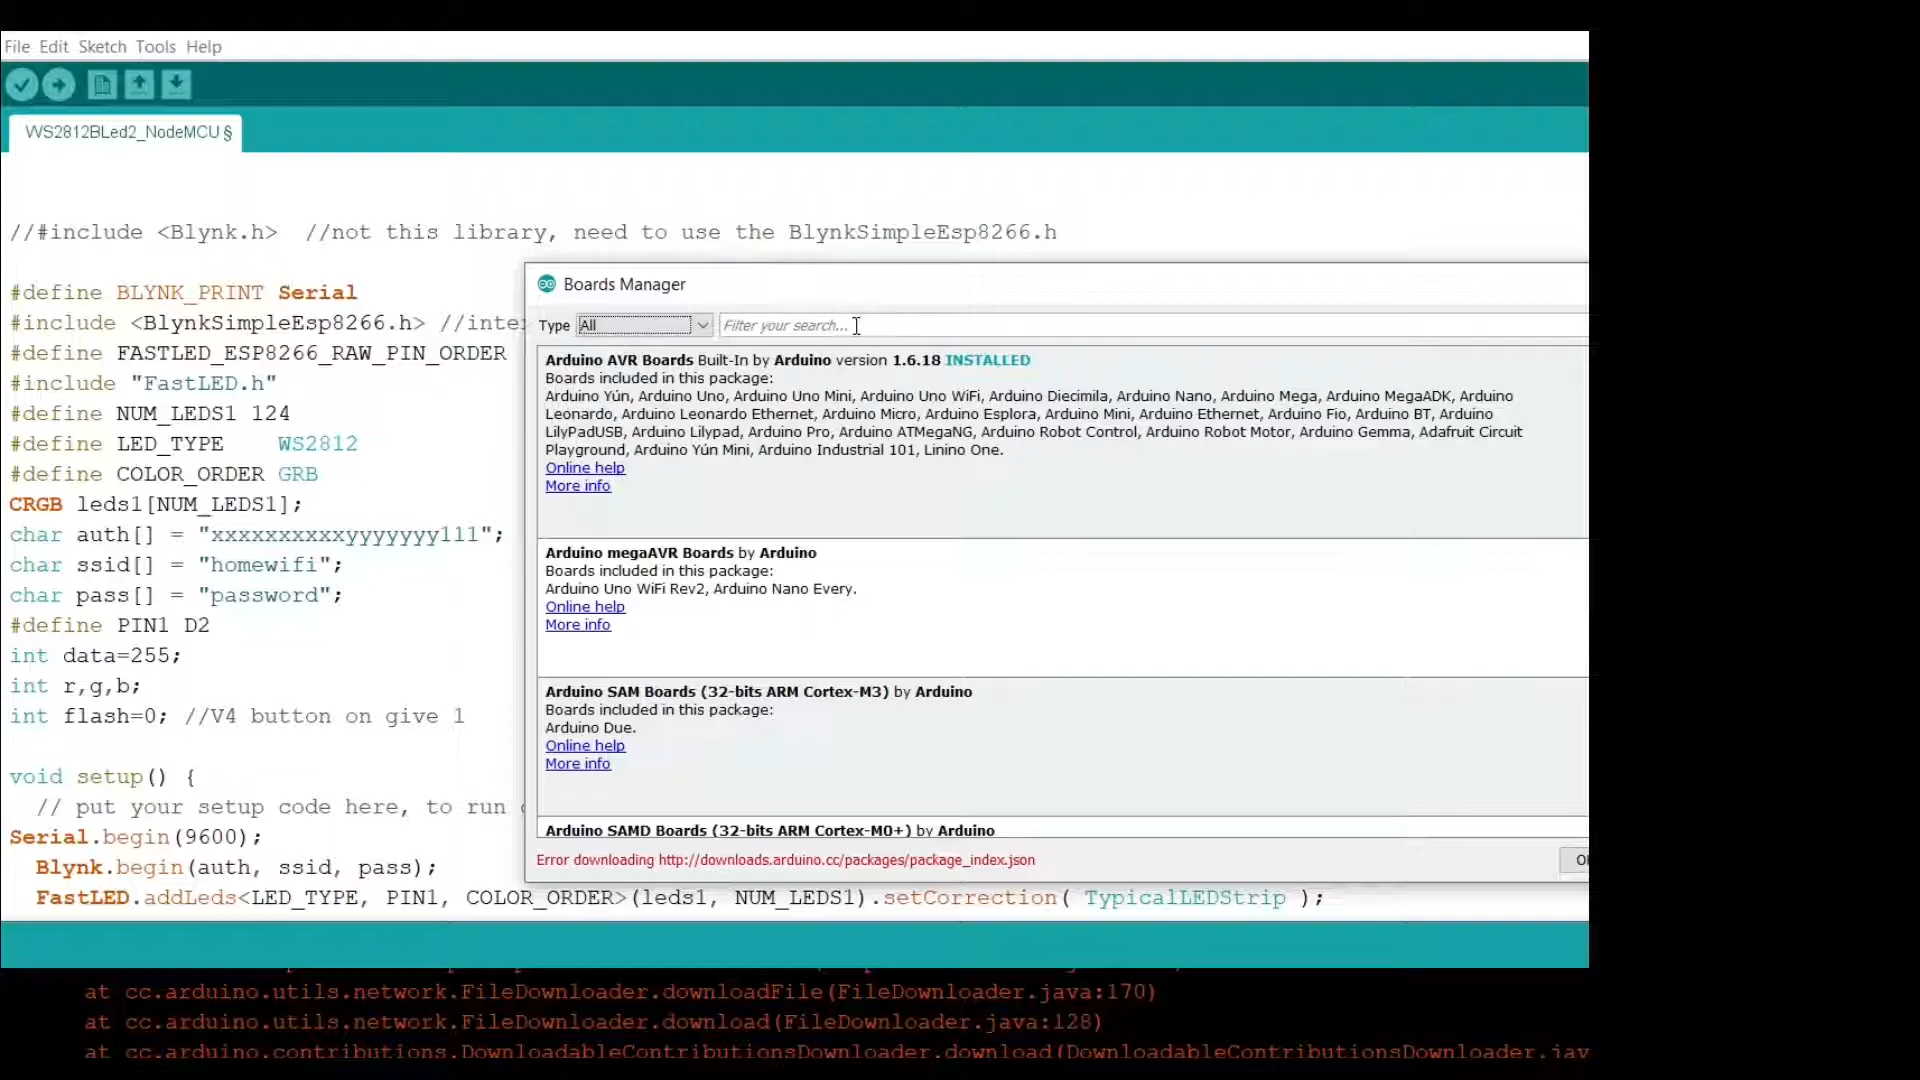 File Edit Sketch Tools Help
WS2812BLed2_NodeMCU §
//#include <Blynk.h>  //not this library, need to use the BlynkSimpleEsp8266.h
#define BLYNK_PRINT Serial
#include <BlynkSimpleEsp8266.h> //inte
#define FASTLED_ESP8266_RAW_PIN_ORDER
#include "FastLED.h"
#define NUM_LEDS1 124
#define LED_TYPE    WS2812
#define COLOR_ORDER GRB
CRGB leds1[NUM_LEDS1];
char auth[] = "xxxxxxxxxxyyyyyyy111";
char ssid[] = "homewifi";
char pass[] = "password";
#define PIN1 D2
int data=255;
int r,g,b;
int flash=0; //V4 button on give 1
void setup() {
// put your setup code here, to run
Serial.begin(9600);
Blynk.begin(auth, ssid, pass);
FastLED.addLeds<LED_TYPE, PIN1, COLOR_ORDER>(leds1, NUM_LEDS1).setCorrection( TypicalLEDStrip );
Boards Manager
Type All Filter your search...
Arduino AVR Boards Built-In by Arduino version 1.6.18 INSTALLED
Boards included in this package:
Arduino Yún, Arduino Uno, Arduino Uno Mini, Arduino Uno WiFi, Arduino Diecimila, Arduino Nano, Arduino Mega, Arduino MegaADK, Arduino
Leonardo, Arduino Leonardo Ethernet, Arduino Micro, Arduino Esplora, Arduino Mini, Arduino Ethernet, Arduino Fio, Arduino BT, Arduino
LilyPadUSB, Arduino Lilypad, Arduino Pro, Arduino ATMegaNG, Arduino Robot Control, Arduino Robot Motor, Arduino Gemma, Adafruit Circuit
Playground, Arduino Yún Mini, Arduino Industrial 101, Linino One.
Online help
More info
Arduino megaAVR Boards by Arduino
Boards included in this package:
Arduino Uno WiFi Rev2, Arduino Nano Every.
Online help
More info
Arduino SAM Boards (32-bits ARM Cortex-M3) by Arduino
Boards included in this package:
Arduino Due.
Online help
More info
Arduino SAMD Boards (32-bits ARM Cortex-M0+) by Arduino
Error downloading http://downloads.arduino.cc/packages/package_index.json
at cc.arduino.utils.network.FileDownloader.downloadFile(FileDownloader.java:170)
at cc.arduino.utils.network.FileDownloader.download(FileDownloader.java:128)
at cc.arduino.contributions.DownloadableContributionsDownloader.download(DownloadableContributionsDownloader.jav